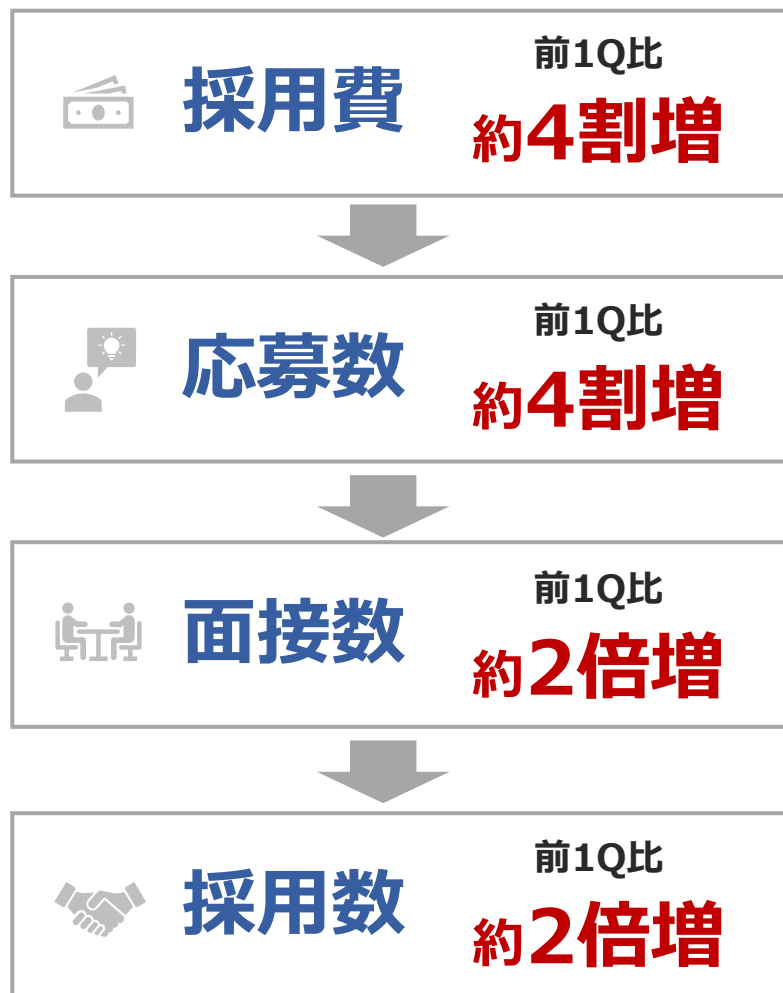 採用費
前1Q比
約4割増
応募数
前1Q比
約4割増
面接数
前1Q比
約2倍増
採用数
前1Q比
約2倍増